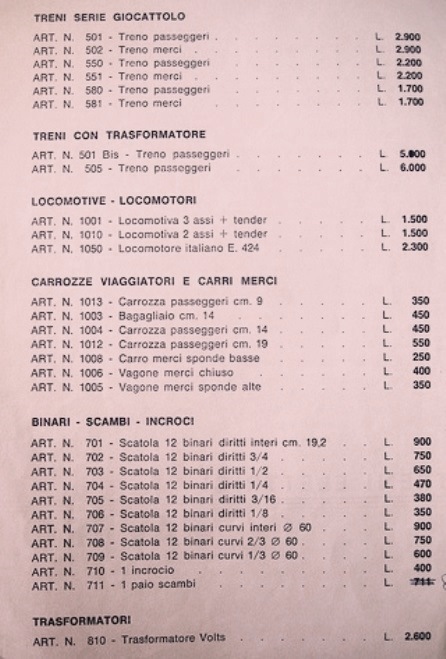 TRENI SERIE GIOCATTOLO
ART. N. 501 - Treno passeggeri . . . . . . . . L. 2.900
ART. N. 502 - Treno merci . . . . . . . . L. 2.900
ART. N. 550 - Treno passeggeri . . . . . . . L. 2.200
ART. N. 551 - Treno merci . . . . . . . . L. 2.200
ART. N. 580 - Treno passeggeri . . . . . . . L. 1.700
ART. N. 581 - Treno merci . . . . . . . . L. 1.700
TRENI CON TRASFORMATORE
ART. N. 501 Bis - Treno passeggeri . . . . . . . L. 5.000
ART. N. 505 - Treno passeggeri . . . . . . . L. 6.000
LOCOMOTIVE - LOCOMOTORI
ART. N. 1001 - Locomotiva 3 assi + tender . . . . . L. 1.500
ART. N. 1010 - Locomotiva 2 assi + tender . . . . . L. 1.500
ART. N. 1050 - Locomotore italiano E. 424 . . . . . L. 2.300
CARROZZE VIAGGIATORI E CARRI MERCI
ART. N. 1013 - Carrozza passeggeri cm. 9 . . . . . L. 350
ART. N. 1003 - Bagagliaio cm. 14 . . . . . . . L. 450
ART. N. 1004 - Carrozza passeggeri cm. 14 . . . . . L. 450
ART. N. 1012 - Carrozza passeggeri cm. 19 . . . . . L. 550
ART. N. 1008 - Carro merci sponde basse . . . . . L. 250
ART. N. 1006 - Vagone merci chiuso . . . . . . L. 400
ART. N. 1005 - Vagone merci sponde alte . . . . . L. 350
BINARI - SCAMBI - INCROCI
ART. N. 701 - Scatola 12 binari diritti interi cm. 19,2 . . L. 900
ART. N. 702 - Scatola 12 binari diritti 3/4 . . . . . L. 750
ART. N. 703 - Scatola 12 binari diritti 1/2 . . . . . L. 650
ART. N. 704 - Scatola 12 binari diritti 1/4 . . . . . L. 470
ART. N. 705 - Scatola 12 binari diritti 3/16 . . . . . L. 380
ART. N. 706 - Scatola 12 binari diritti 1/8 . . . . . L. 350
ART. N. 707 - Scatola 12 binari curvi interi Ø 60 . . . L. 900
ART. N. 708 - Scatola 12 binari curvi 2/3 Ø 60 . . . . L. 750
ART. N. 709 - Scatola 12 binari curvi 1/3 Ø 60 . . . . L. 600
ART. N. 710 - 1 incrocio . . . . . . . . L. 400
ART. N. 711 - 1 paio scambi . . . . . . . L. 711
TRASFORMATORI
ART. N. 810 - Trasformatore Volts . . . . . . . L. 2.600